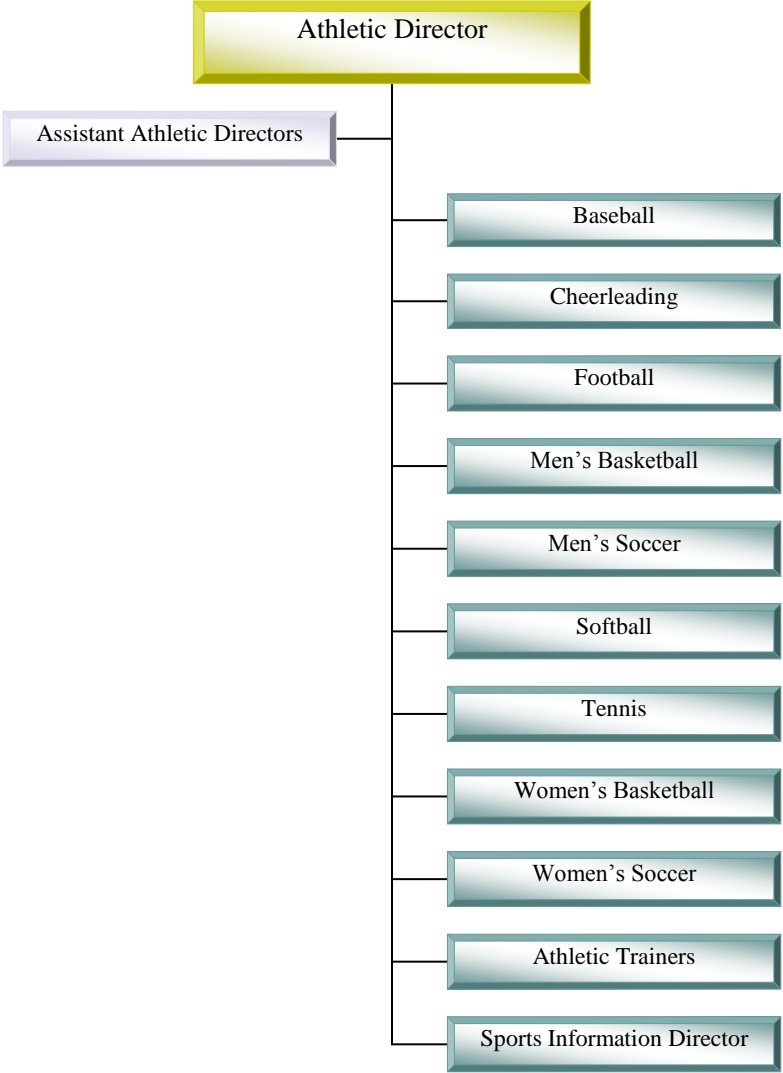 Athletic Director
Assistant Athletic Directors
Baseball
Cheerleading
Football
Men’s Basketball
Men’s Soccer
Softball
Tennis
Women’s Basketball
Women’s Soccer
Athletic Trainers
Sports Information Director